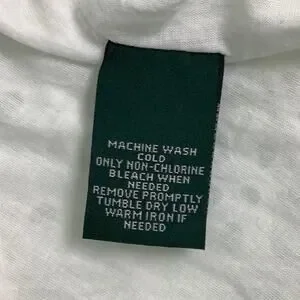 MACHINE WASH
COLD
ONLY NON-CHLORINE
BLEACH WHEN
NEEDED
REMOVE PROMPTLY
TUMBLE DRY LOW
WARM IRON IF
NEEDED